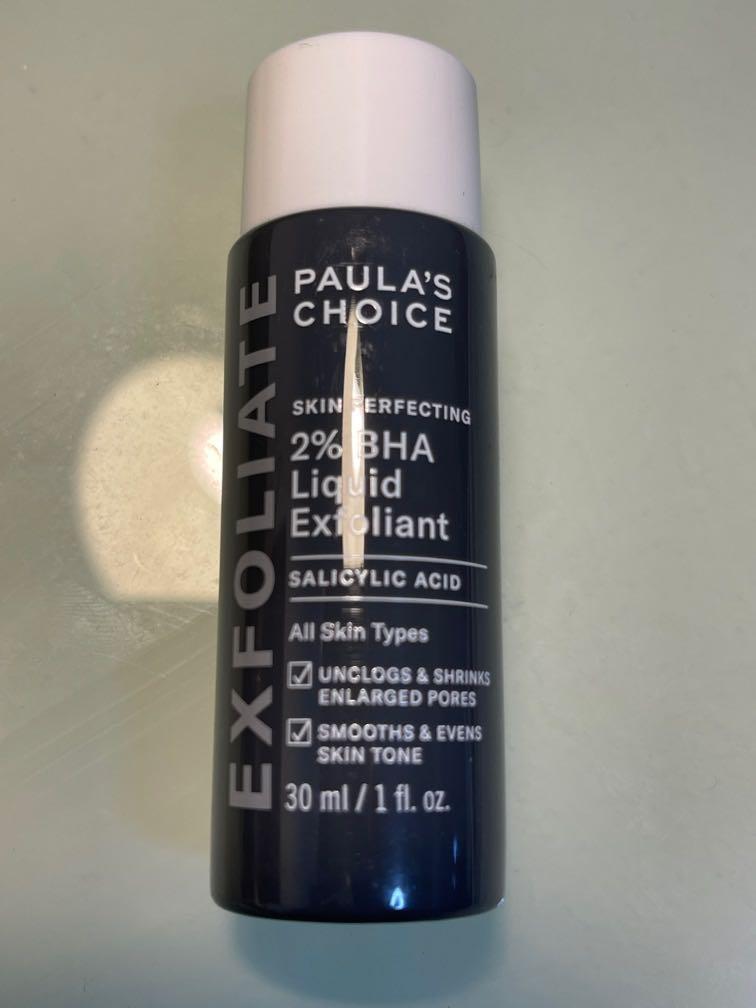 EXFOLIATE
PAULA'S
CHOICE
SKIN PERFECTING
2% BHA
Liquid
Exfoliant
SALICYLIC ACID
All Skin Types
UNCLOGS & SHRINKS
ENLARGED PORES
SMOOTHS & EVENS
SKIN TONE
30 ml / 1 fl. oz.